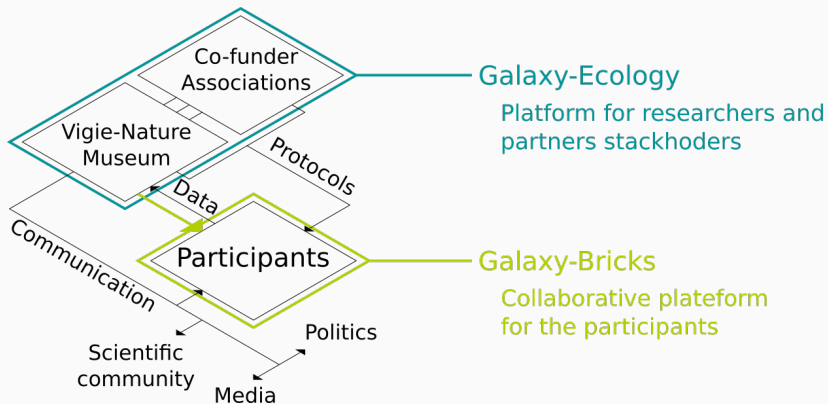 Co-funder
Associations
Galaxy-Ecology
Platform for researchers and
partners stackhoders
Vigie-Nature
Museum
Protocols
Data
Communication
Participants
Galaxy-Bricks
Collaborative plateform
for the participants
Politics
Scientific
community
Media